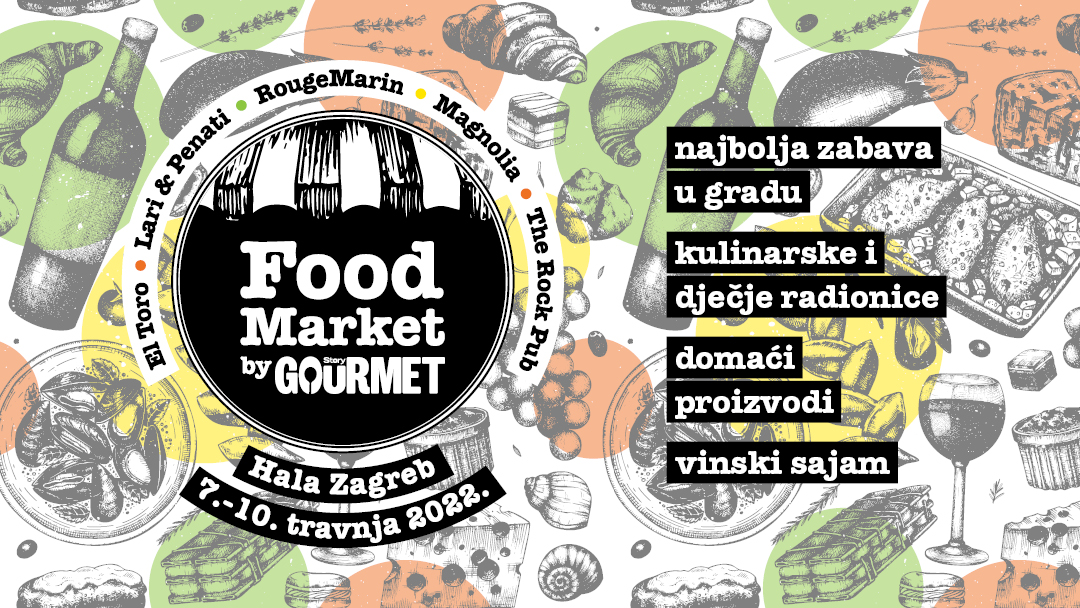 El Toro • Lari & Penati • RougeMarin • Magnolia • The Rock Pub
Food
Market
by Story GOURMET
Hala Zagreb
7.-10. travnja 2022.
najbolja zabava
u gradu
kulinarske i
dječje radionice
domaći
proizvodi
vinski sajam